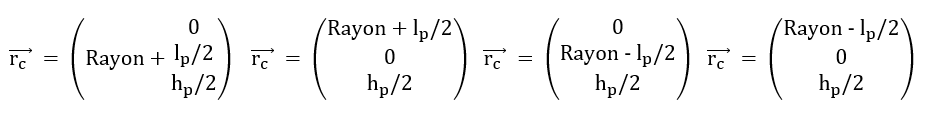 0 Rayon + l_p/2 0 Rayon - l_p/2
r_c = Rayon + l_p/2 r_c = 0 r_c = Rayon - l_p/2 r_c = 0
h_p/2 h_p/2 h_p/2 h_p/2